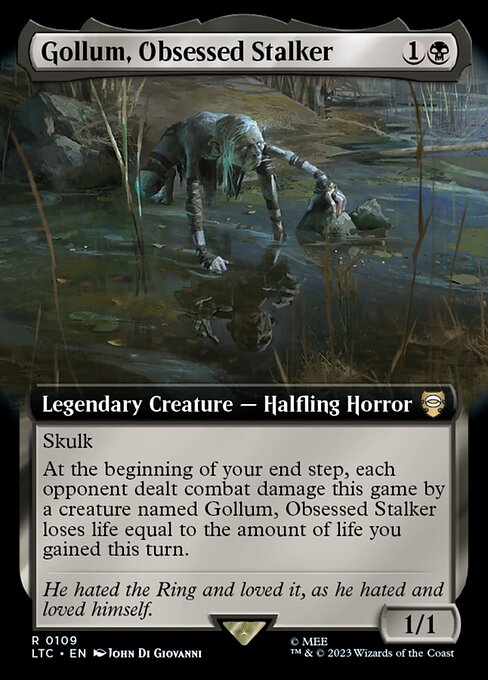 Gollum, Obsessed Stalker 1
Legendary Creature — Halfling Horror
Skulk
At the beginning of your end step, each
opponent dealt combat damage this game by
a creature named Gollum, Obsessed Stalker
loses life equal to the amount of life you
gained this turn.
He hated the Ring and loved it, as he hated and
loved himself.
1/1
R 0109
LTC • EN John Di Giovanni
© MEE
™ & © 2023 Wizards of the Coast